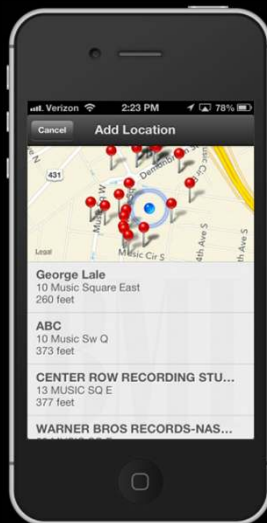 Verizon 2:23 PM 78%
Cancel Add Location
431
Demonbreun St
Music Cir S
4th Ave S
Legal
George Lale
10 Music Square East
260 feet
ABC
10 Music Sw Q
373 feet
CENTER ROW RECORDING STU...
13 MUSIC SQ E
377 feet
WARNER BROS RECORDS-NAS...